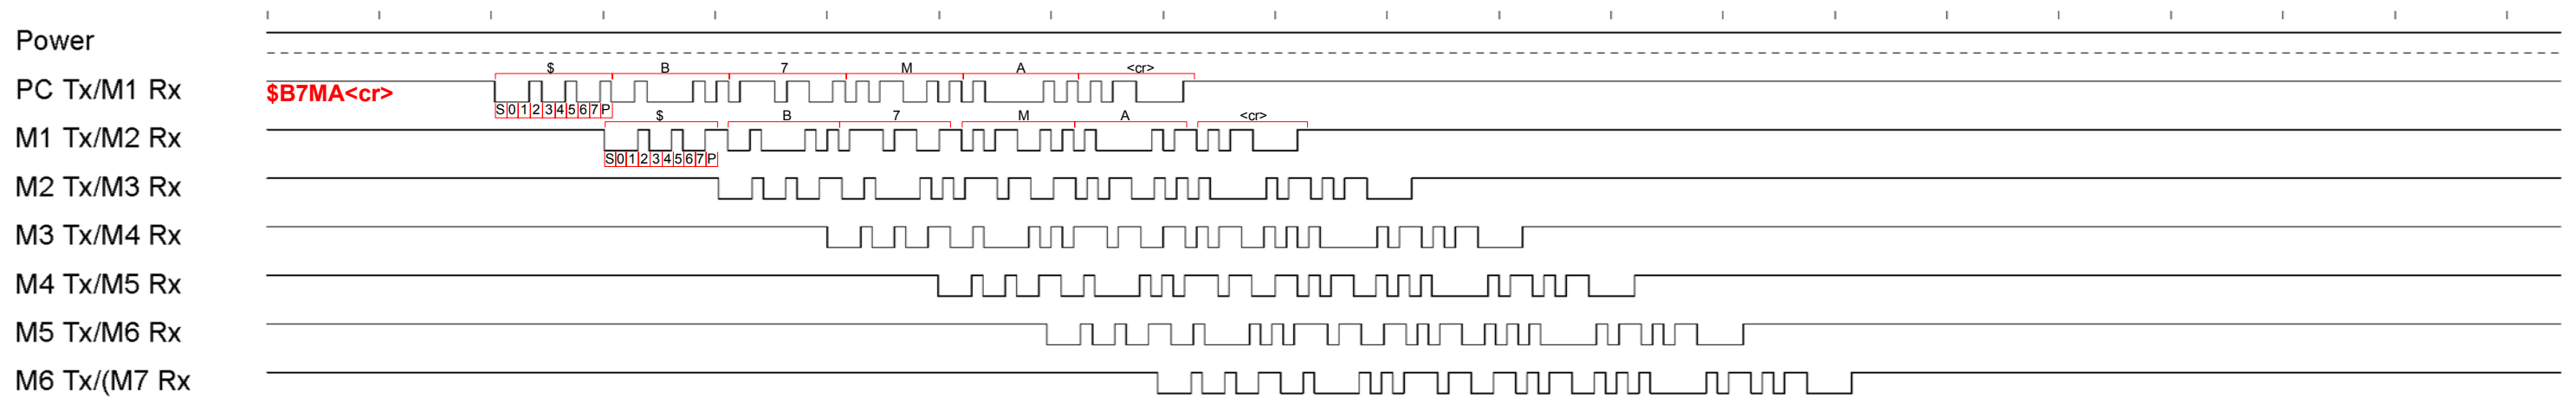 Power
PC Tx/M1 Rx
$ B 7 M A <cr>
$B7MA<cr>
S 0 1 2 3 4 5 6 7 P
M1 Tx/M2 Rx
$ B 7 M A <cr>
S 0 1 2 3 4 5 6 7 P
M2 Tx/M3 Rx
M3 Tx/M4 Rx
M4 Tx/M5 Rx
M5 Tx/M6 Rx
M6 Tx/(M7 Rx